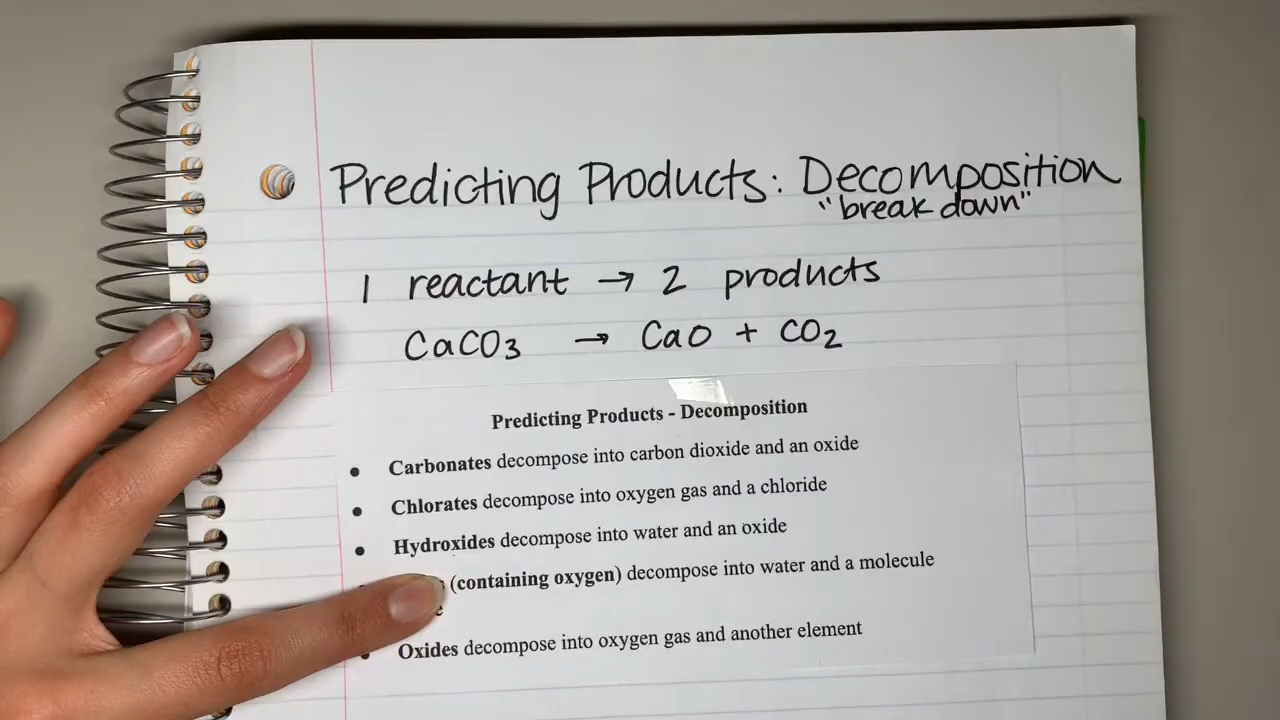 Predicting Products: Decomposition
"break down"
1 reactant → 2 products
CaCO₃ → CaO + CO₂
Predicting Products - Decomposition
• Carbonates decompose into carbon dioxide and an oxide
• Chlorates decompose into oxygen gas and a chloride
• Hydroxides decompose into water and an oxide
(containing oxygen) decompose into water and a molecule
• Oxides decompose into oxygen gas and another element